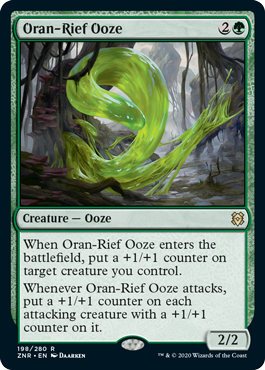 Oran-Rief Ooze 2
Creature — Ooze
When Oran-Rief Ooze enters the
battlefield, put a +1/+1 counter on
target creature you control.
Whenever Oran-Rief Ooze attacks,
put a +1/+1 counter on each
attacking creature with a +1/+1
counter on it.
2/2
198/280 R
ZNR • EN DAARKEN
™ & © 2020 Wizards of the Coast